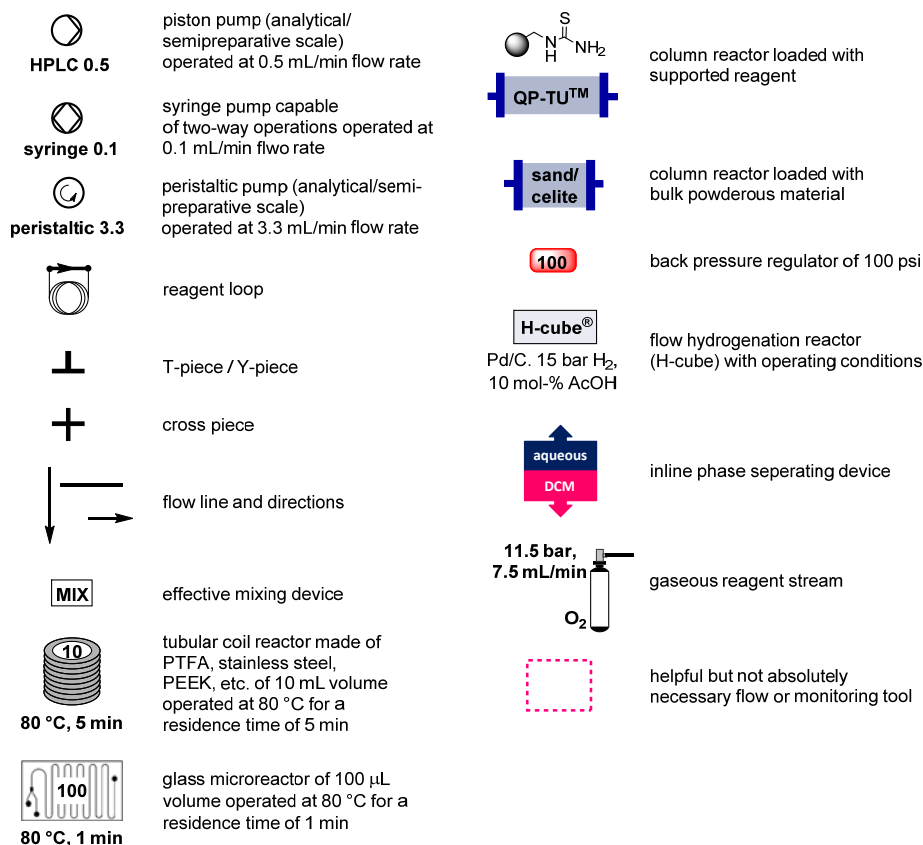 HPLC 0.5
piston pump (analytical/
semipreparative scale)
operated at 0.5 mL/min flow rate
syringe 0.1
syringe pump capable
of two-way operations operated at
0.1 mL/min flwo rate
peristaltic 3.3
peristaltic pump (analytical/semi-
preparative scale)
operated at 3.3 mL/min flow rate
reagent loop
T-piece / Y-piece
cross piece
flow line and directions
MIX
effective mixing device
10
80 °C, 5 min
tubular coil reactor made of
PTFA, stainless steel,
PEEK, etc. of 10 mL volume
operated at 80 °C for a
residence time of 5 min
100
80 °C, 1 min
glass microreactor of 100 µL
volume operated at 80 °C for a
residence time of 1 min
S
N
H
NH2
QP-TU™
column reactor loaded with
supported reagent
sand/
celite
column reactor loaded with
bulk powderous material
100
back pressure regulator of 100 psi
H-cube®
Pd/C. 15 bar H2,
10 mol-% AcOH
flow hydrogenation reactor
(H-cube) with operating conditions
aqueous
DCM
inline phase seperating device
11.5 bar,
7.5 mL/min
O2
gaseous reagent stream
helpful but not absolutely
necessary flow or monitoring tool